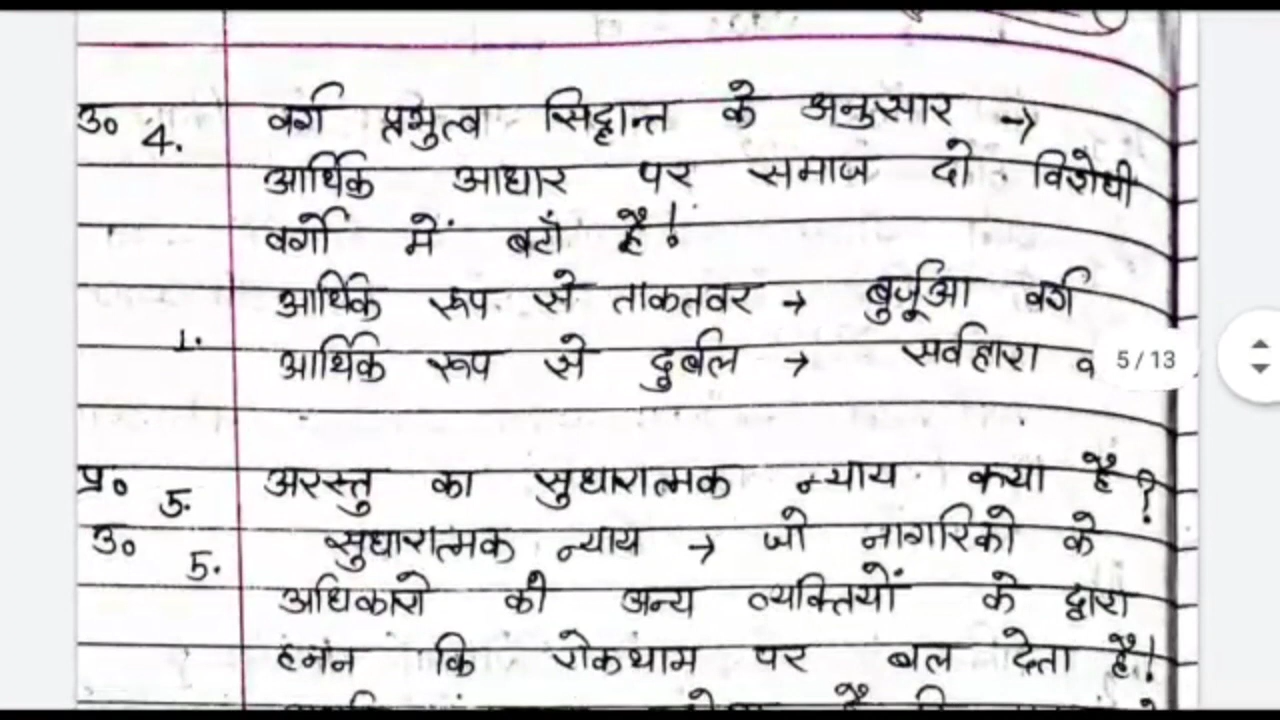 उ० 4. वर्ग प्रभुत्व सिद्धान्त के अनुसार →
आर्थिक आधार पर समाज दो विरोधी
वर्गो में बटाँ है!
आर्थिक रूप से ताकतवर → बुर्जूआ वर्ग
1. आर्थिक रूप से दुर्बल → सर्वहारा व
5/13
प्र० 5. अरस्तु का सुधारात्मक न्याय क्या है?
उ० 5. सुधारात्मक न्याय → जो नागरिको के
अधिकारो की अन्य व्यक्तियों के द्वारा
हनन कि रोकथाम पर बल देता है!